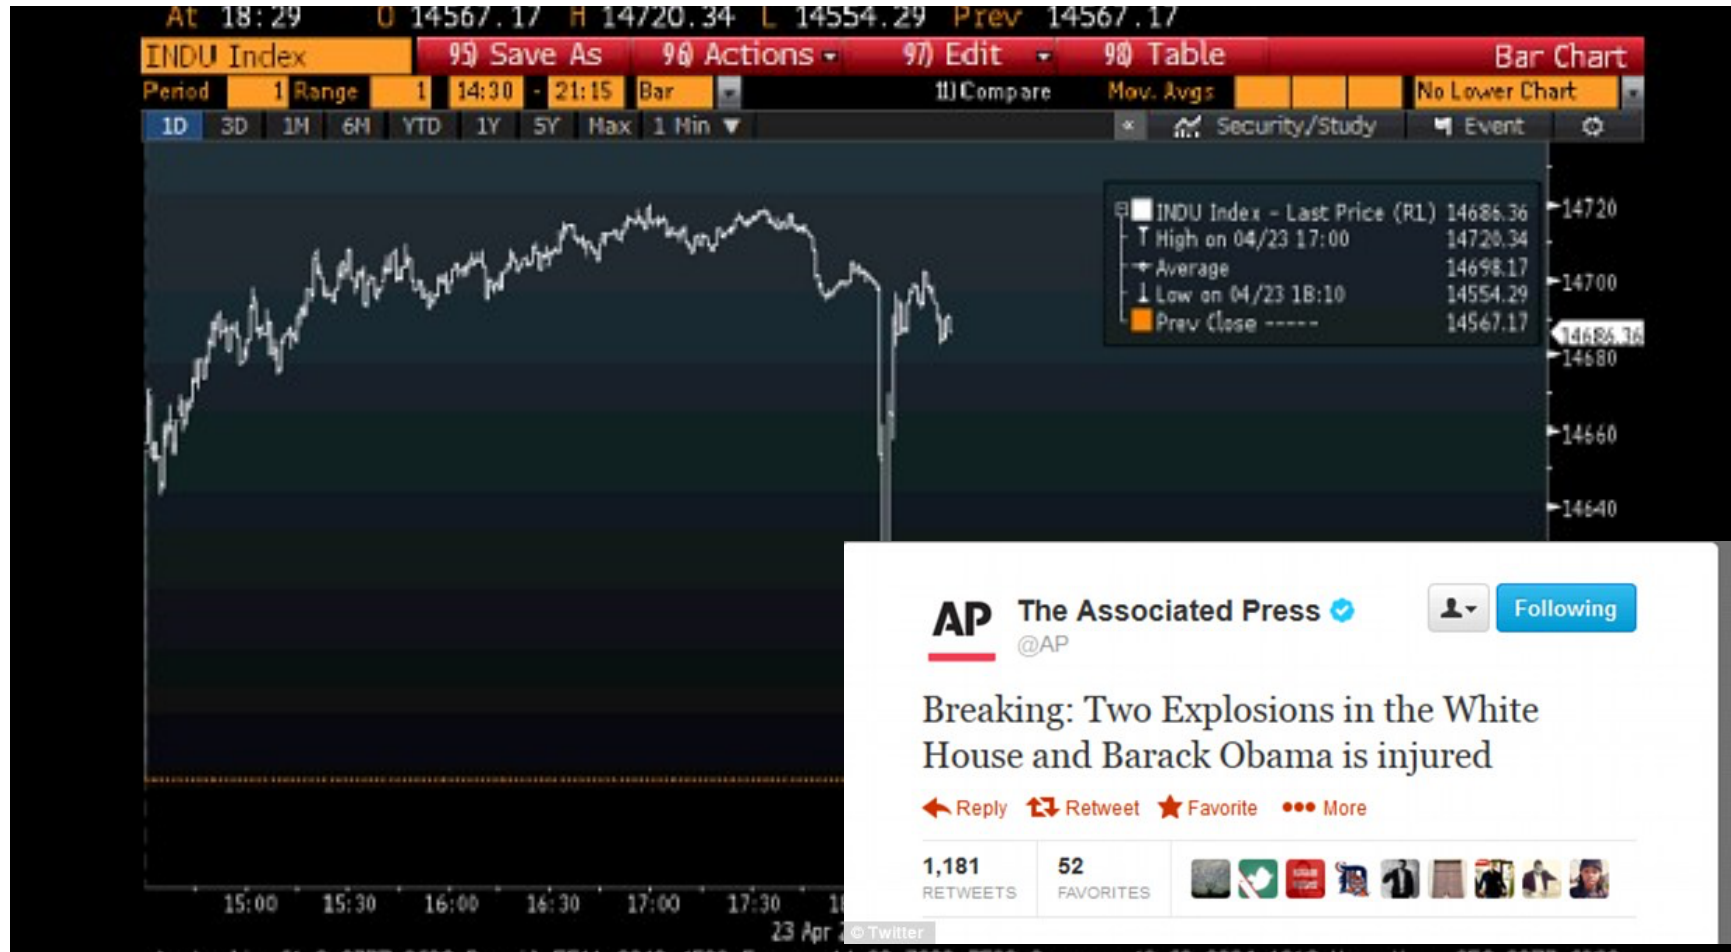 At 18:29 O 14567.17 H 14720.34 L 14554.29 Prev 14567.17
INDU Index 95) Save As 96) Actions 97) Edit 98) Table Bar Chart
Period 1 Range 1 14:30 - 21:15 Bar 11) Compare Mov. Avgs No Lower Chart
1D 3D 1M 6M YTD 1Y 5Y Max 1 Min ▼ « Security/Study Event
INDU Index - Last Price (R1) 14686.36
High on 04/23 17:00 14720.34
Average 14698.17
Low on 04/23 18:10 14554.29
Prev Close ----- 14567.17
14720
14700
14686.36
14680
14660
14640
AP The Associated Press
@AP
Following
Breaking: Two Explosions in the White
House and Barack Obama is injured
Reply Retweet Favorite More
1,181 52
RETWEETS FAVORITES
15:00 15:30 16:00 16:30 17:00 17:30
23 Apr
© Twitter